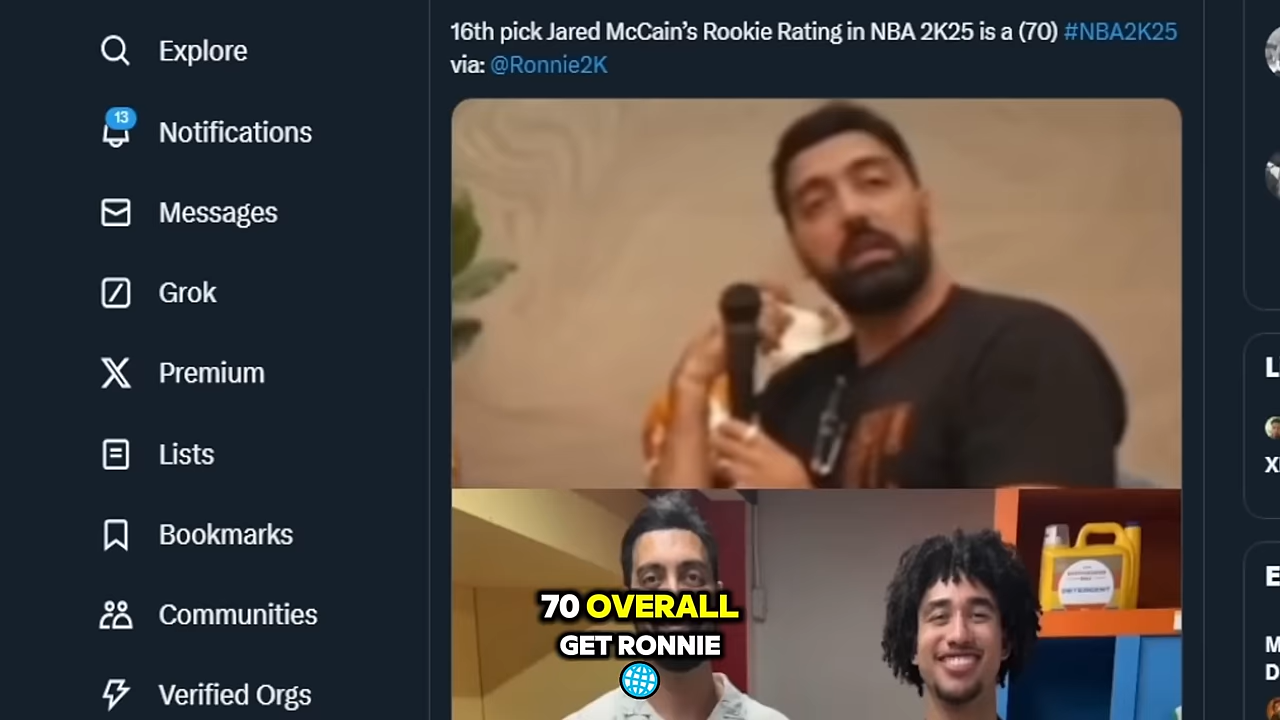 Explore
13
Notifications
Messages
Grok
Premium
Lists
Bookmarks
Communities
Verified Orgs
16th pick Jared McCain’s Rookie Rating in NBA 2K25 is a (70) #NBA2K25
via: @Ronnie2K
DETERGENT
70 OVERALL
GET RONNIE
L
X
E
M
D